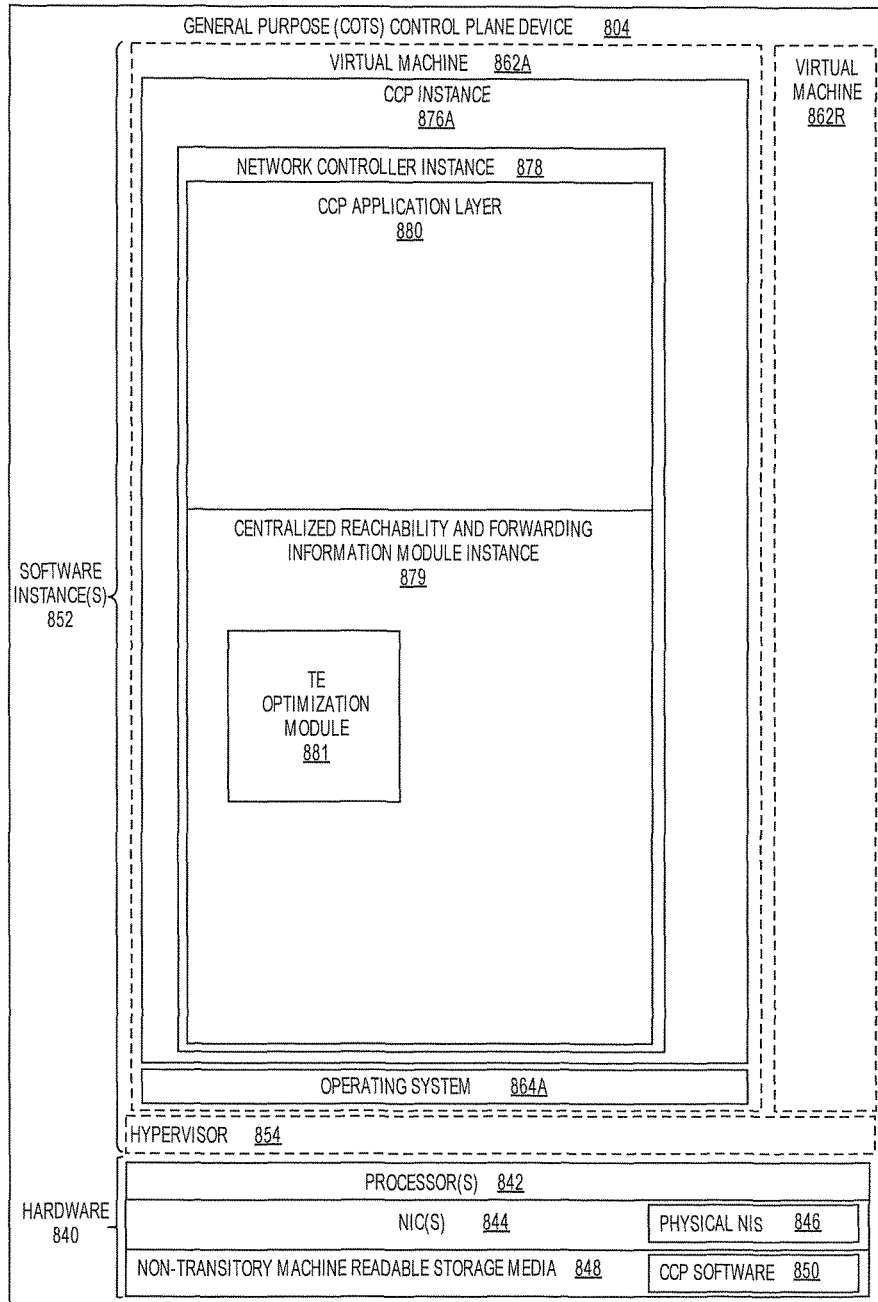 GENERAL PURPOSE (COTS) CONTROL PLANE DEVICE 804
VIRTUAL MACHINE 862A
CCP INSTANCE
876A
NETWORK CONTROLLER INSTANCE 878
CCP APPLICATION LAYER
880
CENTRALIZED REACHABILITY AND FORWARDING
INFORMATION MODULE INSTANCE
879
TE
OPTIMIZATION
MODULE
881
OPERATING SYSTEM 864A
VIRTUAL
MACHINE
862R
SOFTWARE
INSTANCE(S)
852
HYPERVISOR 854
HARDWARE
840
PROCESSOR(S) 842
NIC(S) 844
PHYSICAL NIS 846
NON-TRANSITORY MACHINE READABLE STORAGE MEDIA 848
CCP SOFTWARE 850